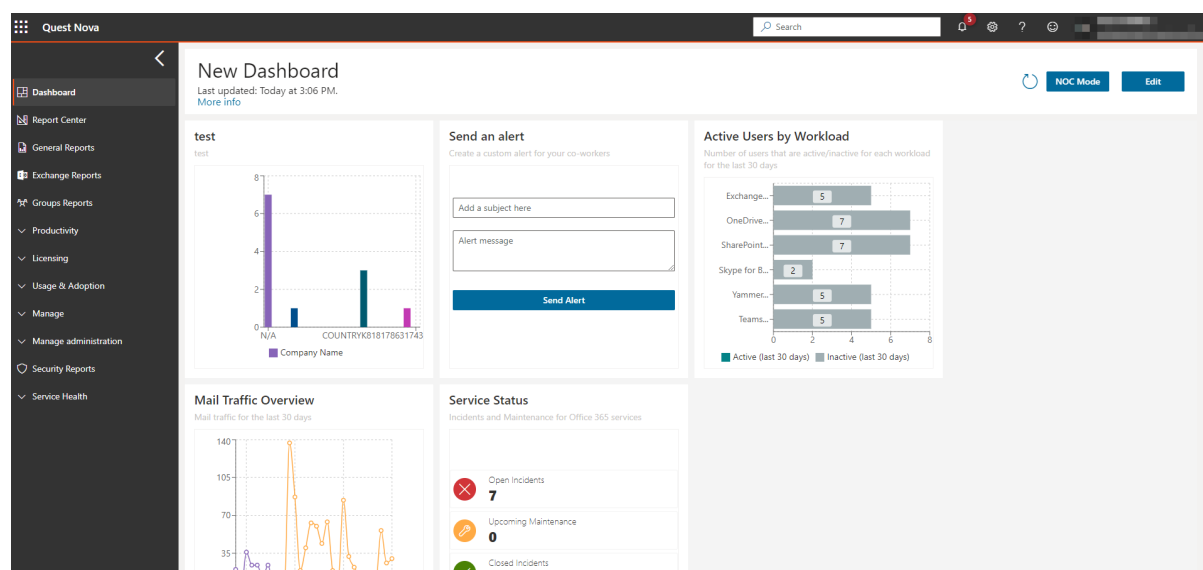 Quest Nova
Search
5
?
New Dashboard
Last updated: Today at 3:06 PM.
More info
NOC Mode
Edit
Dashboard
Report Center
General Reports
Exchange Reports
Groups Reports
Productivity
Licensing
Usage & Adoption
Manage
Manage administration
Security Reports
Service Health
test
test
8
6
4
2
0
N/A
COUNTRYK818178631743
Company Name
Send an alert
Create a custom alert for your co-workers
Add a subject here
Alert message
Send Alert
Active Users by Workload
Number of users that are active/inactive for each workload
for the last 30 days
Exchange...
5
OneDrive...
7
SharePoint...
7
Skype for B...
2
Yammer...
5
Teams...
5
0 2 4 6 8
Active (last 30 days) Inactive (last 30 days)
Mail Traffic Overview
Mail traffic for the last 30 days
140
105
70
35
Service Status
Incidents and Maintenance for Office 365 services
Open Incidents
7
Upcoming Maintenance
0
Closed Incidents